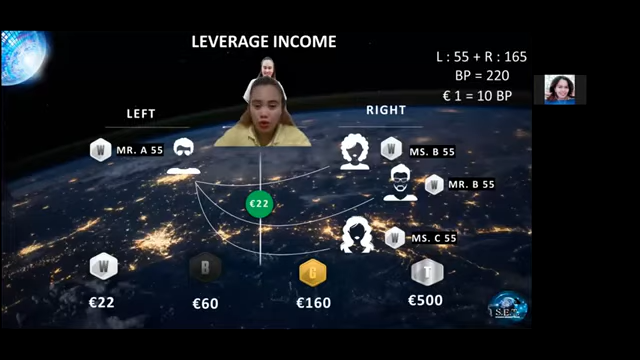 LEVERAGE INCOME
L : 55 + R : 165
BP = 220
€ 1 = 10 BP
LEFT
RIGHT
W MR. A 55
W MS. B 55
W MR. B 55
€22
W MS. C 55
W B G T
€22 €60 €160 €500